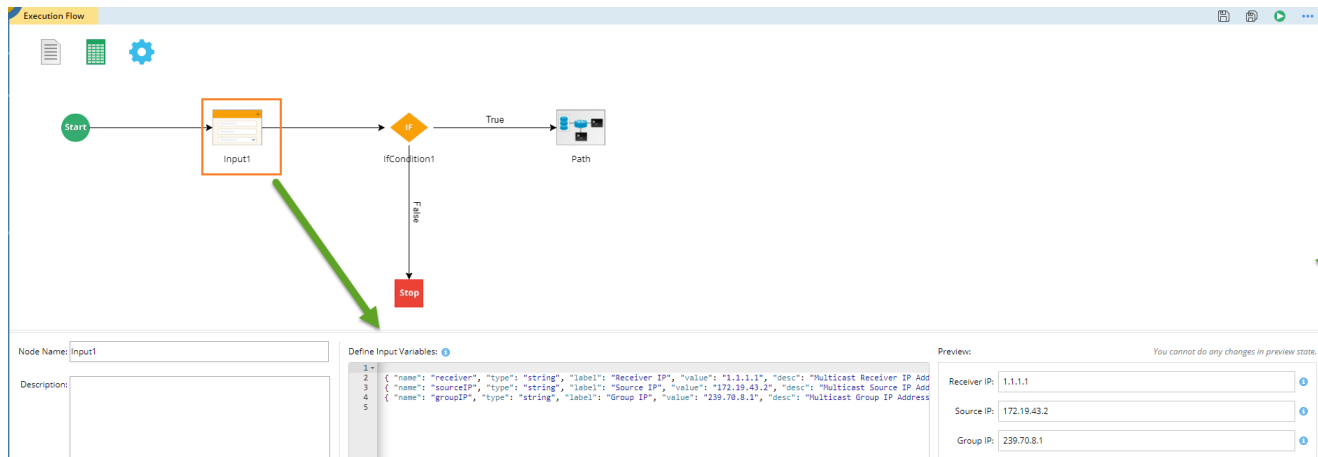 Execution Flow
Start
Input1
IF
IfCondition1
True
Path
False
Stop
Node Name: Input1
Description:
Define Input Variables:
1
2 { "name": "receiver", "type": "string", "label": "Receiver IP", "value": "1.1.1.1", "desc": "Multicast Receiver IP Add
3 { "name": "sourceIP", "type": "string", "label": "Source IP", "value": "172.19.43.2", "desc": "Multicast Source IP Add
4 { "name": "groupIP", "type": "string", "label": "Group IP", "value": "239.70.8.1", "desc": "Multicast Group IP Address
5
Preview: You cannot do any changes in preview state.
Receiver IP: 1.1.1.1
Source IP: 172.19.43.2
Group IP: 239.70.8.1